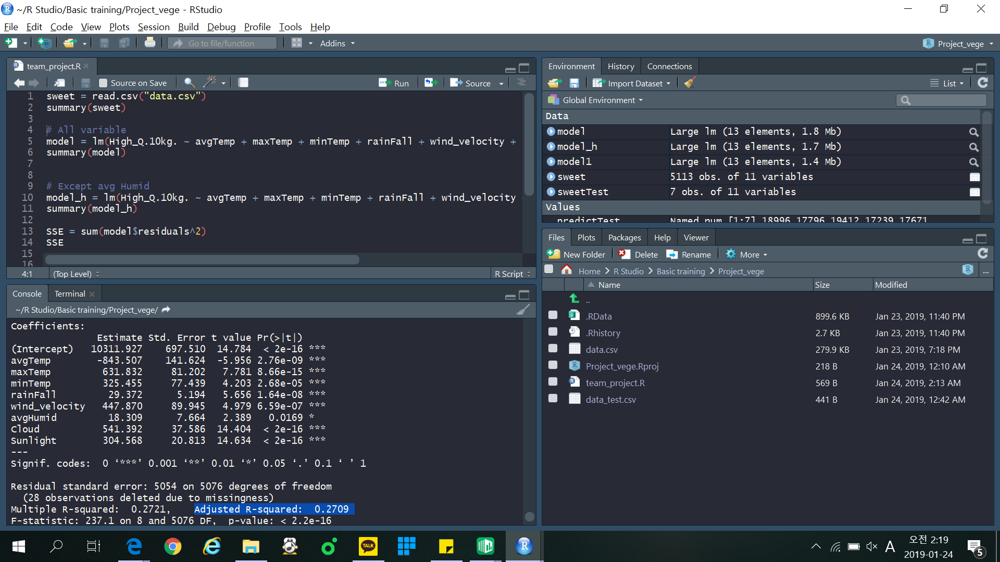 ~/R Studio/Basic training/Project_vege - RStudio
File Edit Code View Plots Session Build Debug Profile Tools Help
Go to file/function Addins Project_vege
team_project.R
Source on Save Run Source
1 sweet = read.csv("data.csv")
2 summary(sweet)
3
4 # All variable
5 model = lm(High_Q.10kg. ~ avgTemp + maxTemp + minTemp + rainFall + wind_velocity +
6 summary(model)
7
8
9 # Except avg Humid
10 model_h = lm(High_Q.10kg. ~ avgTemp + maxTemp + minTemp + rainFall + wind_velocity
11 summary(model_h)
12
13 SSE = sum(model$residuals^2)
14 SSE
15
16
4:1 (Top Level) R Script
Console Terminal
~/R Studio/Basic training/Project_vege/
Coefficients:
Estimate Std. Error t value Pr(>|t|)
(Intercept) 10311.927 697.510 14.784 < 2e-16 ***
avgTemp -843.507 141.624 -5.956 2.76e-09 ***
maxTemp 631.832 81.202 7.781 8.66e-15 ***
minTemp 325.455 77.439 4.203 2.68e-05 ***
rainFall 29.372 5.194 5.656 1.64e-08 ***
wind_velocity 447.870 89.945 4.979 6.59e-07 ***
avgHumid 18.309 7.664 2.389 0.0169 *
Cloud 541.392 37.586 14.404 < 2e-16 ***
Sunlight 304.568 20.813 14.634 < 2e-16 ***
---
Signif. codes: 0 ‘***’ 0.001 ‘**’ 0.01 ‘*’ 0.05 ‘.’ 0.1 ‘ ’ 1
Residual standard error: 5054 on 5076 degrees of freedom
(28 observations deleted due to missingness)
Multiple R-squared: 0.2721, Adjusted R-squared: 0.2709
F-statistic: 237.1 on 8 and 5076 DF, p-value: < 2.2e-16
Environment History Connections
Import Dataset List
Global Environment
Data
model Large lm (13 elements, 1.8 Mb)
model_h Large lm (13 elements, 1.7 Mb)
model1 Large lm (13 elements, 1.4 Mb)
sweet 5113 obs. of 11 variables
sweetTest 7 obs. of 11 variables
Values
predictTest Named num [1:7] 18996 17796 19412 17239 17671
Files Plots Packages Help Viewer
New Folder Delete Rename More
Home R Studio Basic training Project_vege ...
Name Size Modified
..
.RData 899.6 KB Jan 23, 2019, 11:40 PM
.Rhistory 2.7 KB Jan 23, 2019, 11:40 PM
data.csv 279.9 KB Jan 23, 2019, 7:18 PM
Project_vege.Rproj 218 B Jan 24, 2019, 12:10 AM
team_project.R 569 B Jan 24, 2019, 2:13 AM
data_test.csv 441 B Jan 24, 2019, 12:42 AM
TALK
R
A
오전 2:19
2019-01-24
5